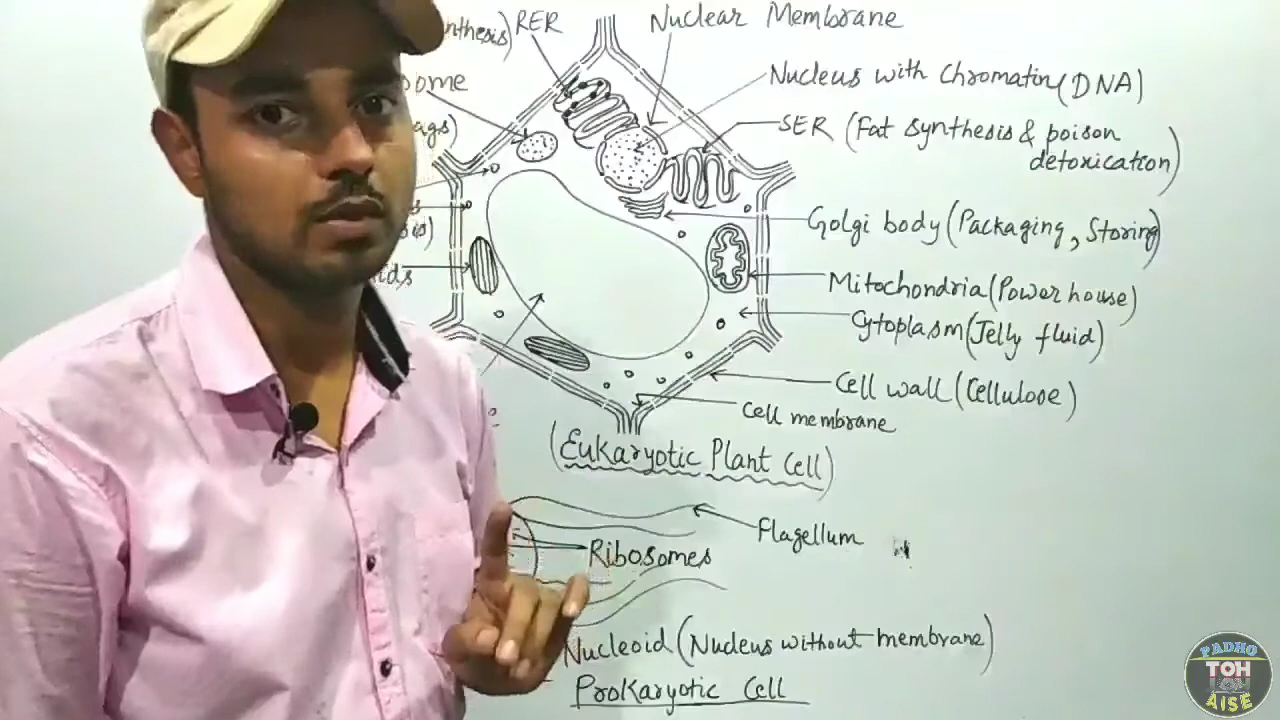 RER
Nuclear Membrane
Nucleus with Chromatin (DNA)
SER (Fat synthesis & poison
detoxication)
Golgi body (Packaging, Storing)
Mitochondria (Power house)
Cytoplasm (Jelly fluid)
Cell wall (Cellulose)
Cell membrane
(Eukaryotic Plant Cell)
Flagellum
Ribosomes
Nucleoid (Nucleus without membrane)
Prokaryotic Cell
PADHO
TOH
AISE